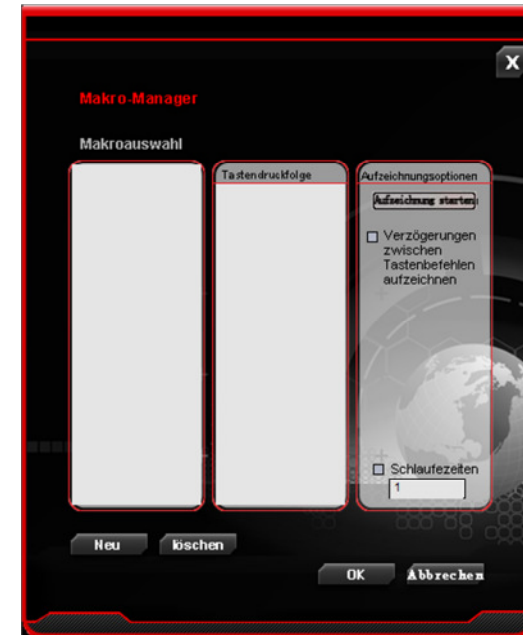 X
Makro-Manager
Makroauswahl
Tastendruckfolge
Aufzeichnungsoptionen
Aufzeichnung starten
Verzögerungen
zwischen
Tastenbefehlen
aufzeichnen
Schlaufezeiten
1
Neu
löschen
OK
Abbrechen